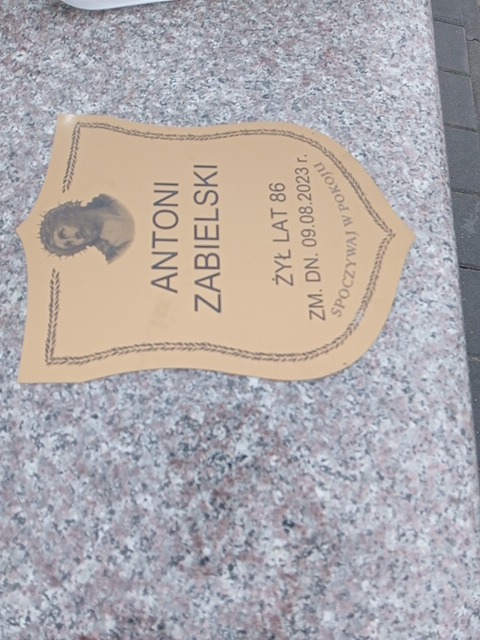 ANTONI
ZABIELSKI
ŻYŁ LAT 86
ZM. DN. 09.08.2023 r.
SPOCZYWAJ W POKOJU